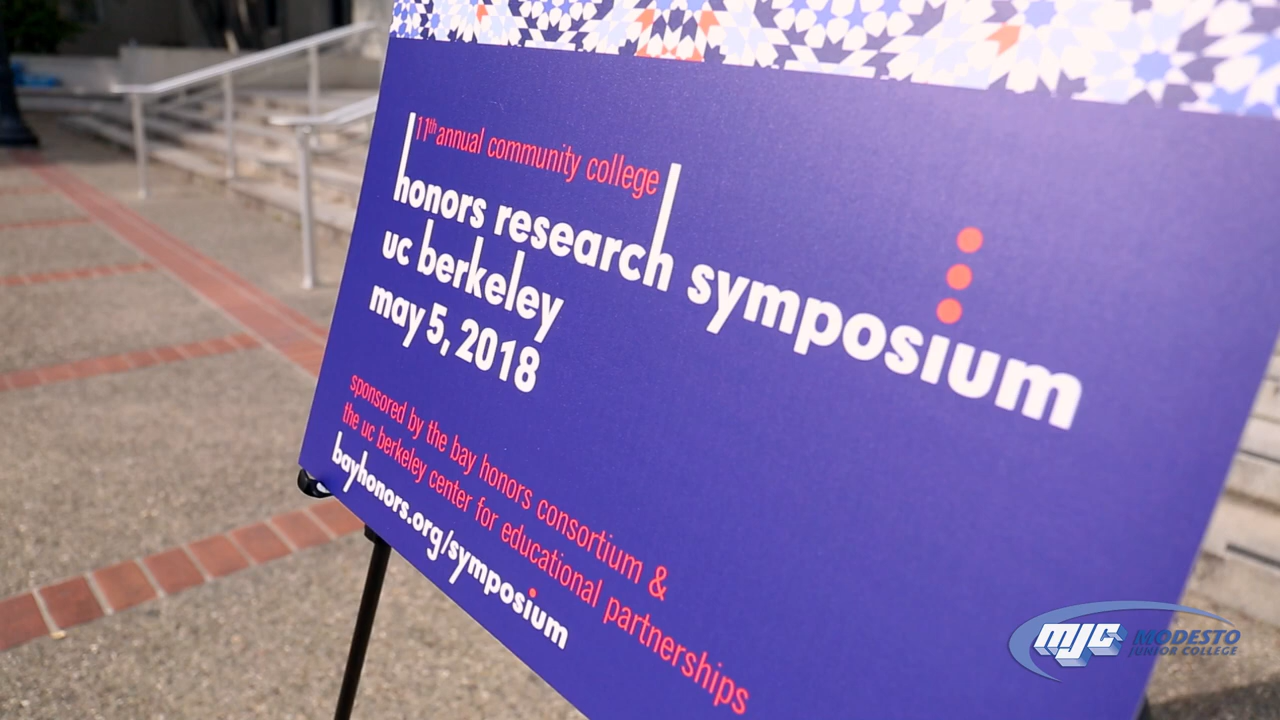 11th annual community college
honors research symposium
uc berkeley
may 5, 2018
sponsored by the bay honors consortium &
the uc berkeley center for educational partnerships
bayhonors.org/symposium
mjc MODESTO
JUNIOR COLLEGE